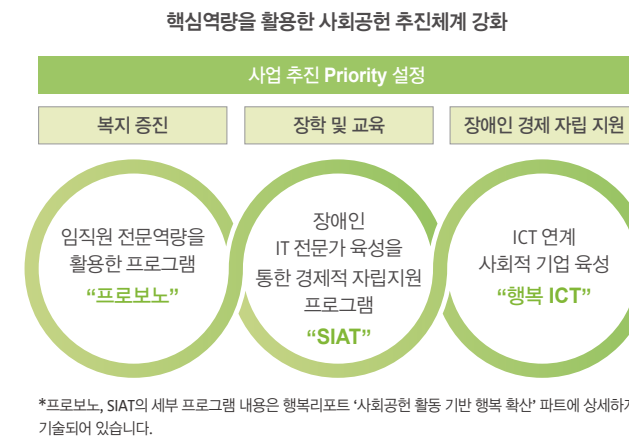 핵심역량을 활용한 사회공헌 추진체계 강화
사업 추진 Priority 설정
복지 증진
장학 및 교육
장애인 경제 자립 지원
임직원 전문역량을
활용한 프로그램
“프로보노”
장애인
IT 전문가 육성을
통한 경제적 자립지원
프로그램
“SIAT”
ICT 연계
사회적 기업 육성
“행복 ICT”
*프로보노, SIAT의 세부 프로그램 내용은 행복리포트 ‘사회공헌 활동 기반 행복 확산’ 파트에 상세하게
기술되어 있습니다.